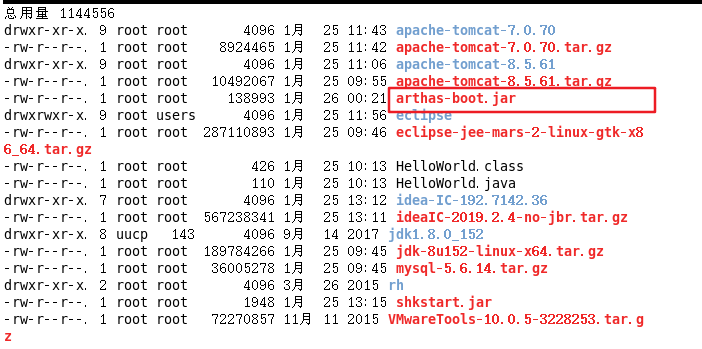 总用量 1144556
drwxr-xr-x. 9 root root 4096 1月 25 11:43 apache-tomcat-7.0.70
-rw-r--r--. 1 root root 8924465 1月 25 11:42 apache-tomcat-7.0.70.tar.gz
drwxr-xr-x. 9 root root 4096 1月 25 11:06 apache-tomcat-8.5.61
-rw-r--r--. 1 root root 10492067 1月 25 09:55 apache-tomcat-8.5.61.tar.gz
-rw-r--r--. 1 root root 138993 1月 26 00:21 arthas-boot.jar
drwxrwxr-x. 9 root users 4096 1月 25 11:56 eclipse
-rw-r--r--. 1 root root 287110893 1月 25 09:46 eclipse-jee-mars-2-linux-gtk-x8
6_64.tar.gz
-rw-r--r--. 1 root root 426 1月 25 10:13 HelloWorld.class
-rw-r--r--. 1 root root 110 1月 25 10:13 HelloWorld.java
drwxr-xr-x. 7 root root 4096 1月 25 13:12 idea-IC-192.7142.36
-rw-r--r--. 1 root root 567238341 1月 25 13:11 ideaIC-2019.2.4-no-jbr.tar.gz
drwxr-xr-x. 8 uucp 143 4096 9月 14 2017 jdk1.8.0_152
-rw-r--r--. 1 root root 189784266 1月 25 09:45 jdk-8u152-linux-x64.tar.gz
-rw-r--r--. 1 root root 36005278 1月 25 09:45 mysql-5.6.14.tar.gz
drwxr-xr-x. 2 root root 4096 3月 26 2015 rh
-rw-r--r--. 1 root root 1948 1月 25 13:15 shkstart.jar
-rw-r--r--. 1 root root 72270857 11月 11 2015 VMwareTools-10.0.5-3228253.tar.g
z